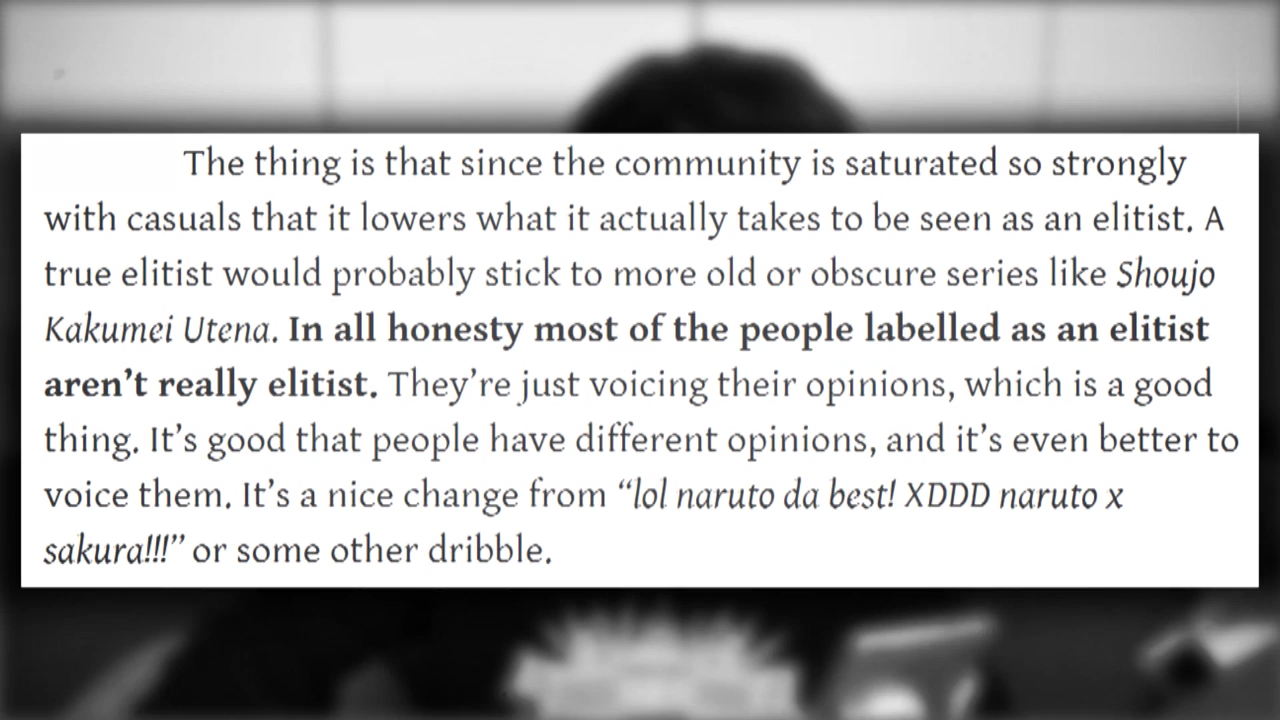 The thing is that since the community is saturated so strongly
with casuals that it lowers what it actually takes to be seen as an elitist. A
true elitist would probably stick to more old or obscure series like Shoujo
Kakumei Utena. In all honesty most of the people labelled as an elitist
aren’t really elitist. They’re just voicing their opinions, which is a good
thing. It’s good that people have different opinions, and it’s even better to
voice them. It’s a nice change from “lol naruto da best! XDDD naruto x
sakura!!!” or some other dribble.